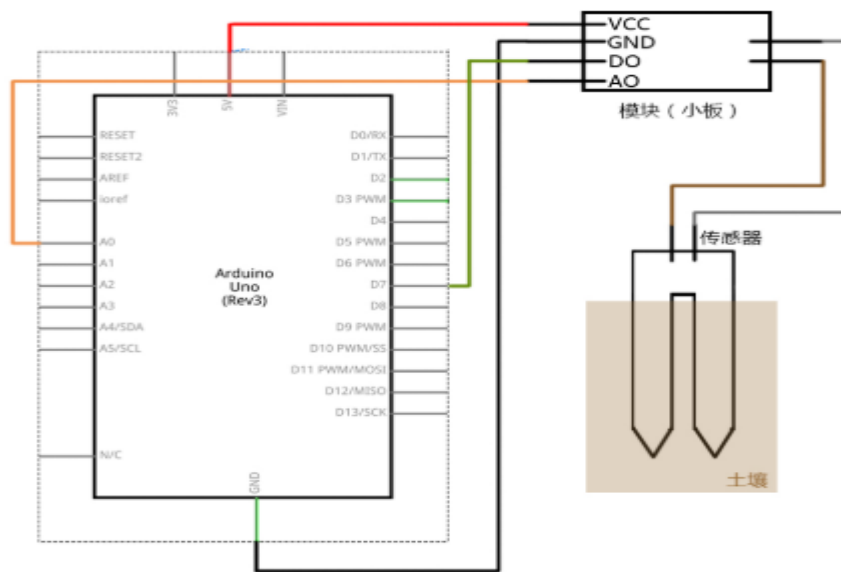 VCC
GND
DO
AO
模块（小板）
3V3
5V
VIN
RESET
RESET2
AREF
ioref
A0
A1
A2
A3
A4/SDA
A5/SCL
N/C
D0/RX
D1/TX
D2
D3 PWM
D4
D5 PWM
D6 PWM
D7
D8
D9 PWM
D10 PWM/SS
D11 PWM/MOSI
D12/MISO
D13/SCK
Arduino
Uno
(Rev3)
GND
传感器
土壤